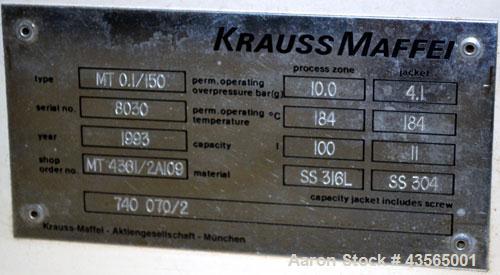 KRAUSS MAFFEI
process zone jacket
type MT 0.1/150 perm. operating overpressure bar(g) 10.0 4.1
serial no. 8030 perm. operating temperature °C 184 184
year 1993 capacity l 100 11
shop order no. MT 4361/2A109 material SS 316L SS 304
capacity jacket includes screw
740 070/2
Krauss-Maffei - Aktiengesellschaft - München
Aaron Stock # 43565001